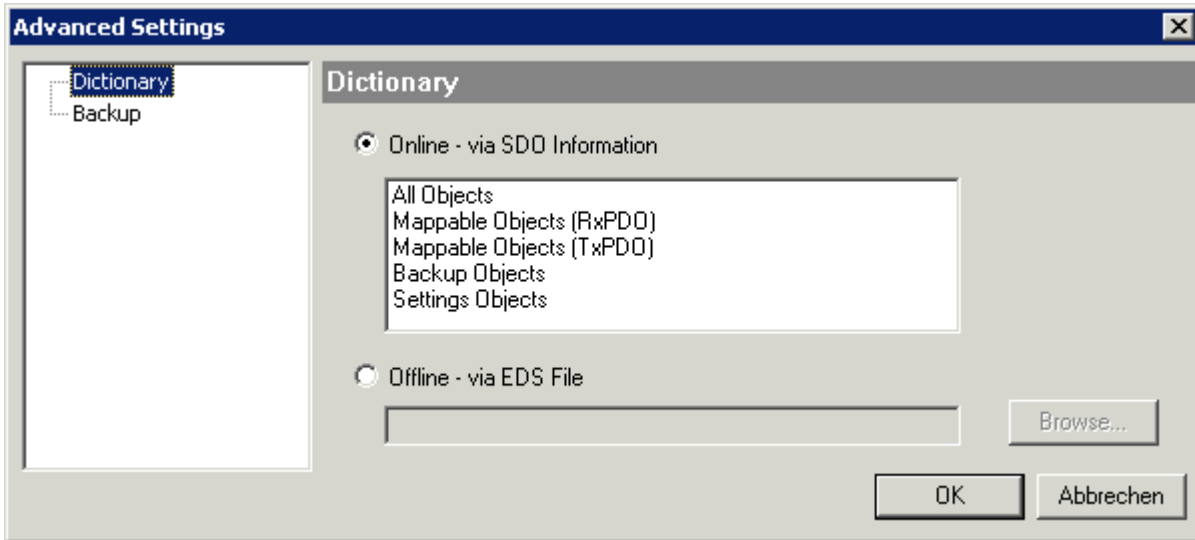 Advanced Settings
Dictionary
Backup
Dictionary
Online - via SDO Information
All Objects
Mappable Objects (RxPDO)
Mappable Objects (TxPDO)
Backup Objects
Settings Objects
Offline - via EDS File
Browse...
OK
Abbrechen